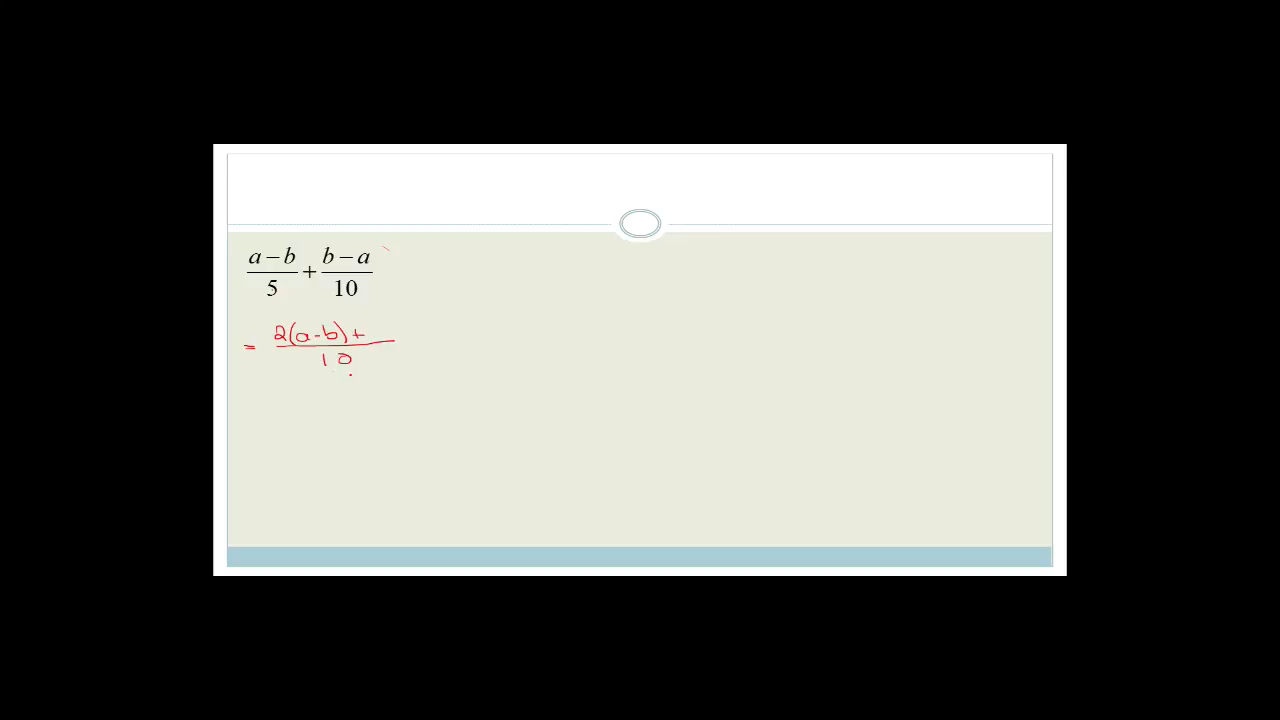 a − b / 5 + b − a / 10
= 2(a-b)+ / 10